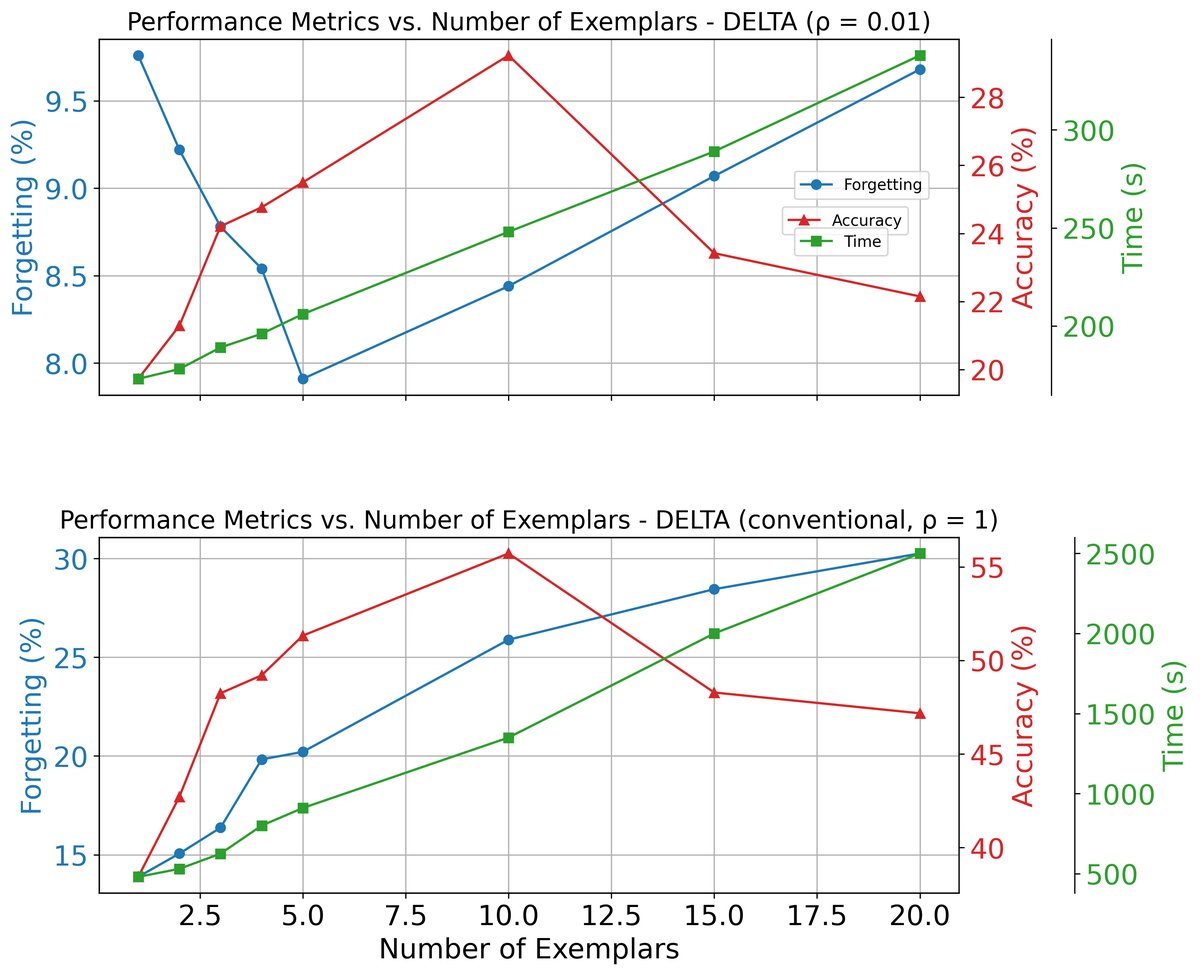 Performance Metrics vs. Number of Exemplars - DELTA (ρ = 0.01)
Forgetting (%)
9.5
9.0
8.5
8.0
28
26
24
22
20
Accuracy (%)
300
250
200
Time (s)
Forgetting
Accuracy
Time
Performance Metrics vs. Number of Exemplars - DELTA (conventional, ρ = 1)
Forgetting (%)
30
25
20
15
55
50
45
40
Accuracy (%)
2500
2000
1500
1000
500
Time (s)
2.5 5.0 7.5 10.0 12.5 15.0 17.5 20.0
Number of Exemplars